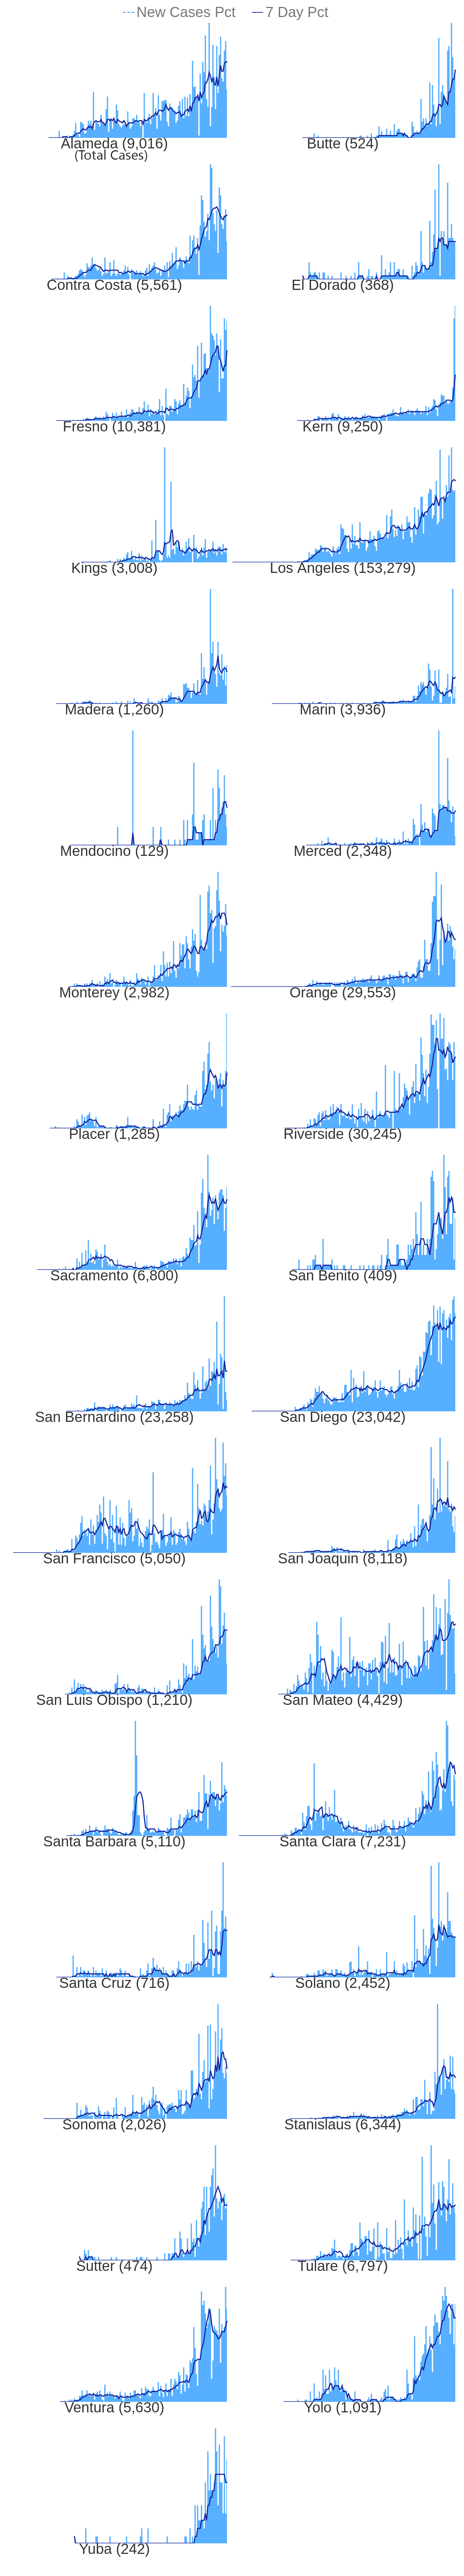 New Cases Pct 7 Day Pct
Alameda (9,016) Butte (524)
(Total Cases)
Contra Costa (5,561) El Dorado (368)
Fresno (10,381) Kern (9,250)
Kings (3,008) Los Angeles (153,279)
Madera (1,260) Marin (3,936)
Mendocino (129) Merced (2,348)
Monterey (2,982) Orange (29,553)
Placer (1,285) Riverside (30,245)
Sacramento (6,800) San Benito (409)
San Bernardino (23,258) San Diego (23,042)
San Francisco (5,050) San Joaquin (8,118)
San Luis Obispo (1,210) San Mateo (4,429)
Santa Barbara (5,110) Santa Clara (7,231)
Santa Cruz (716) Solano (2,452)
Sonoma (2,026) Stanislaus (6,344)
Sutter (474) Tulare (6,797)
Ventura (5,630) Yolo (1,091)
Yuba (242)